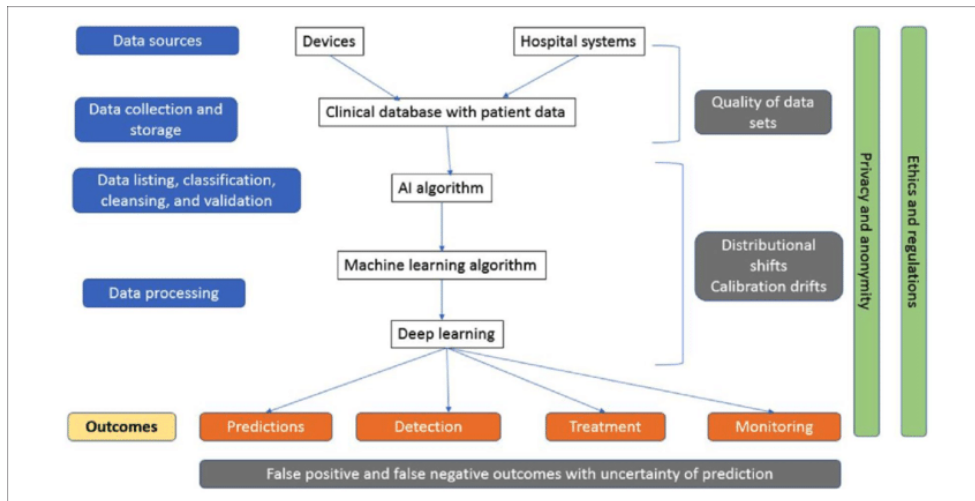 Data sources
Devices
Hospital systems
Data collection and
storage
Clinical database with patient data
Quality of data
sets
Data listing, classification,
cleansing, and validation
AI algorithm
Machine learning algorithm
Distributional
shifts
Calibration drifts
Data processing
Deep learning
Privacy and anonymity
Ethics and regulations
Outcomes
Predictions
Detection
Treatment
Monitoring
False positive and false negative outcomes with uncertainty of prediction